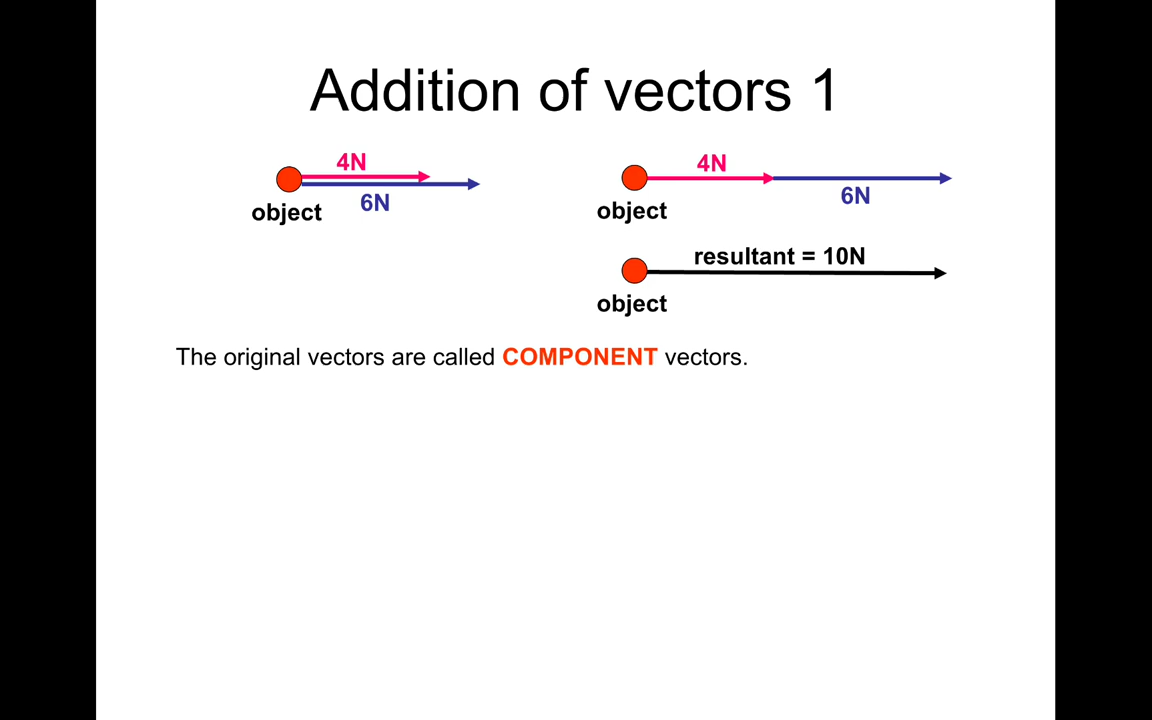 Addition of vectors 1
4N
6N
object
4N
6N
object
resultant = 10N
object
The original vectors are called COMPONENT vectors.